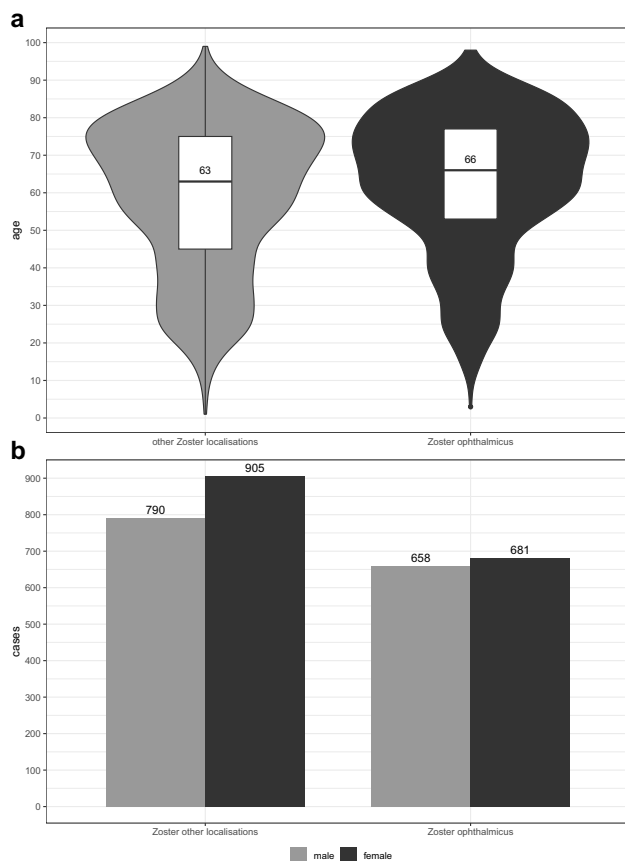 a
100
90
80
70
60
50
40
30
20
10
0
age
63
66
other Zoster localisations
Zoster ophthalmicus
b
900
800
700
600
500
400
300
200
100
0
cases
790
905
658
681
Zoster other localisations
Zoster ophthalmicus
male
female